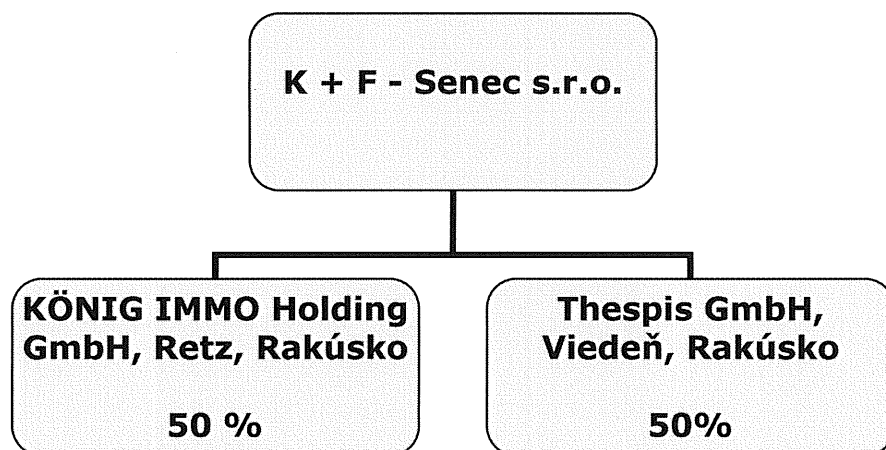 K + F - Senec s.r.o.
KÖNIG IMMO Holding
GmbH, Retz, Rakúsko
50 %
Thespis GmbH,
Viedeň, Rakúsko
50%